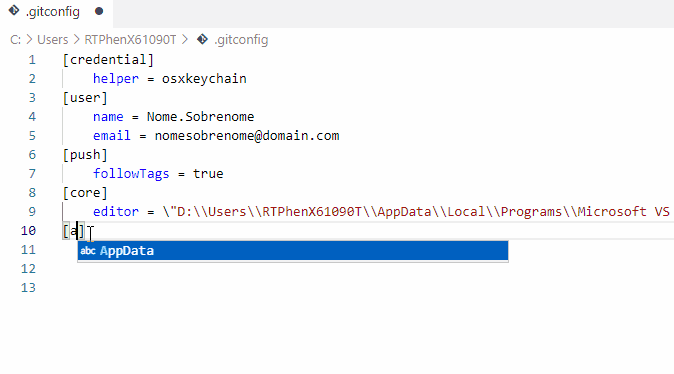 .gitconfig
C: > Users > RTPhenX61090T > .gitconfig
1 [credential]
2 helper = osxkeychain
3 [user]
4 name = Nome.Sobrenome
5 email = nomesobrenome@domain.com
6 [push]
7 followTags = true
8 [core]
9 editor = \"D:\\Users\\RTPhenX61090T\\AppData\\Local\\Programs\\Microsoft VS
10 [a]
11 abc AppData
12
13